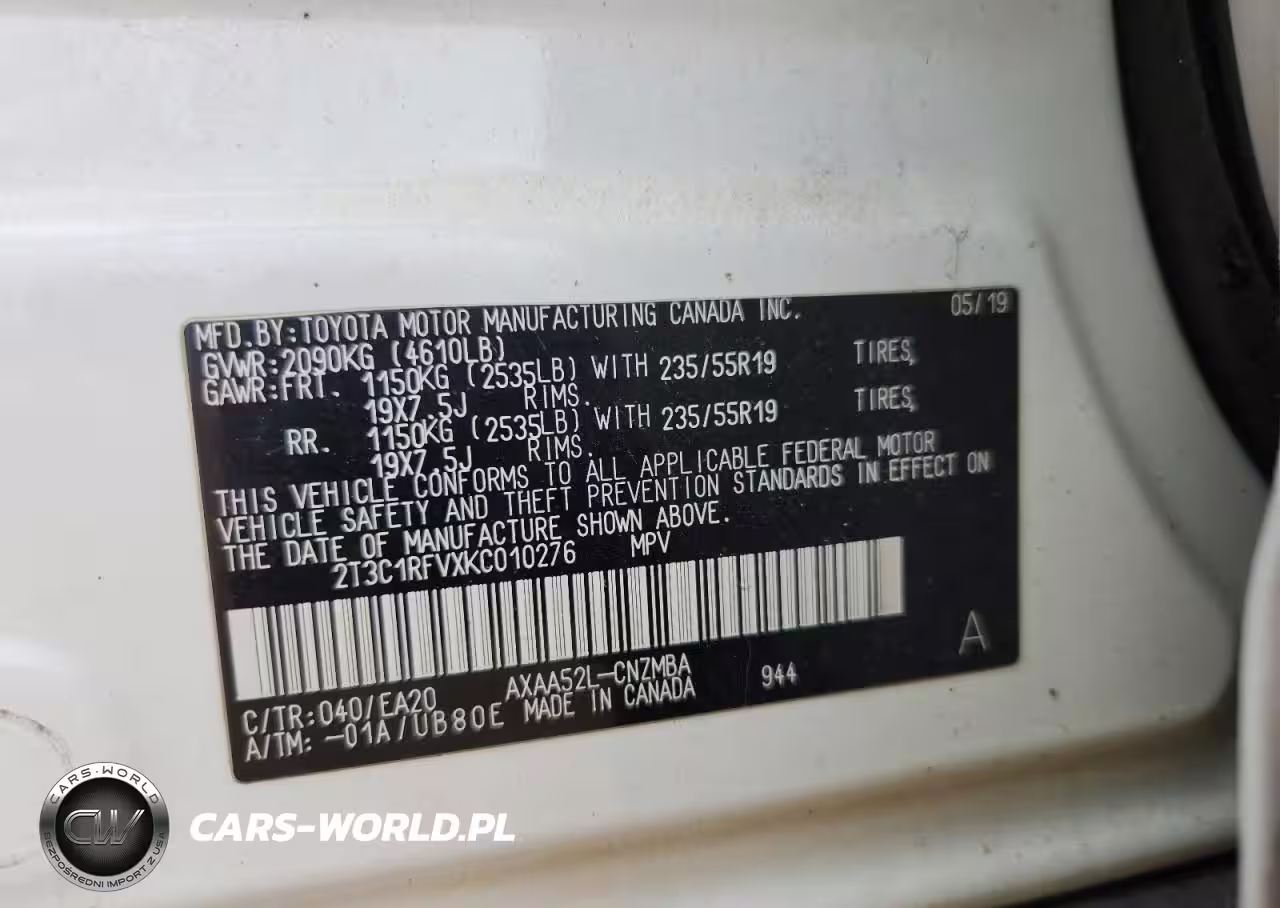 MFD.BY:TOYOTA MOTOR MANUFACTURING CANADA INC. 05/19
GVWR:2090KG (4610LB)
GAWR:FRT. 1150KG (2535LB) WITH 235/55R19 TIRES,
19X7.5J RIMS.
RR. 1150KG (2535LB) WITH 235/55R19 TIRES,
19X7.5J RIMS.
THIS VEHICLE CONFORMS TO ALL APPLICABLE FEDERAL MOTOR
VEHICLE SAFETY AND THEFT PREVENTION STANDARDS IN EFFECT ON
THE DATE OF MANUFACTURE SHOWN ABOVE.
2T3C1RFVXKC010276 MPV
C/TR:040/EA20 AXAA52L-CNZMBA 944 A
A/TM: -01A/UB80E MADE IN CANADA
CARS-WORLD
CW
BEZPOŚREDNI IMPORT Z USA
CARS-WORLD.PL